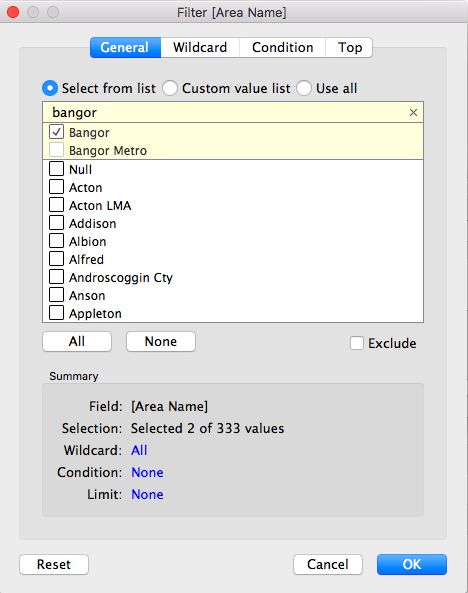 Filter [Area Name]
General Wildcard Condition Top
Select from list Custom value list Use all
bangor
Bangor
Bangor Metro
Null
Acton
Acton LMA
Addison
Albion
Alfred
Androscoggin Cty
Anson
Appleton
All None Exclude
Summary
Field: [Area Name]
Selection: Selected 2 of 333 values
Wildcard: All
Condition: None
Limit: None
Reset Cancel OK